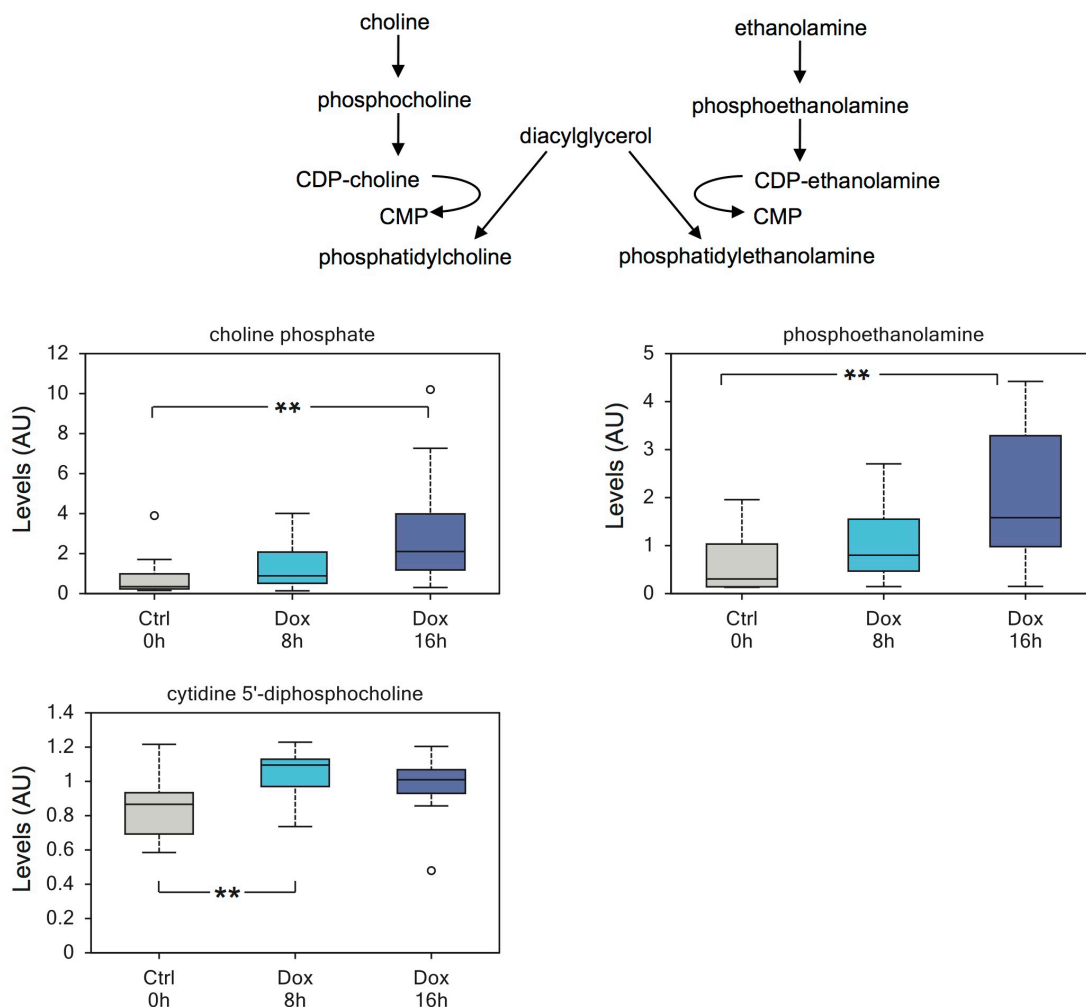 choline
ethanolamine
phosphocholine
phosphoethanolamine
diacylglycerol
CDP-choline
CDP-ethanolamine
CMP
CMP
phosphatidylcholine
phosphatidylethanolamine
choline phosphate
Levels (AU)
12
10
8
6
4
2
0
**
Ctrl
0h
Dox
8h
Dox
16h
phosphoethanolamine
Levels (AU)
5
4
3
2
1
0
**
Ctrl
0h
Dox
8h
Dox
16h
cytidine 5'-diphosphocholine
Levels (AU)
1.4
1.2
1
0.8
0.6
0.4
0.2
0
**
Ctrl
0h
Dox
8h
Dox
16h